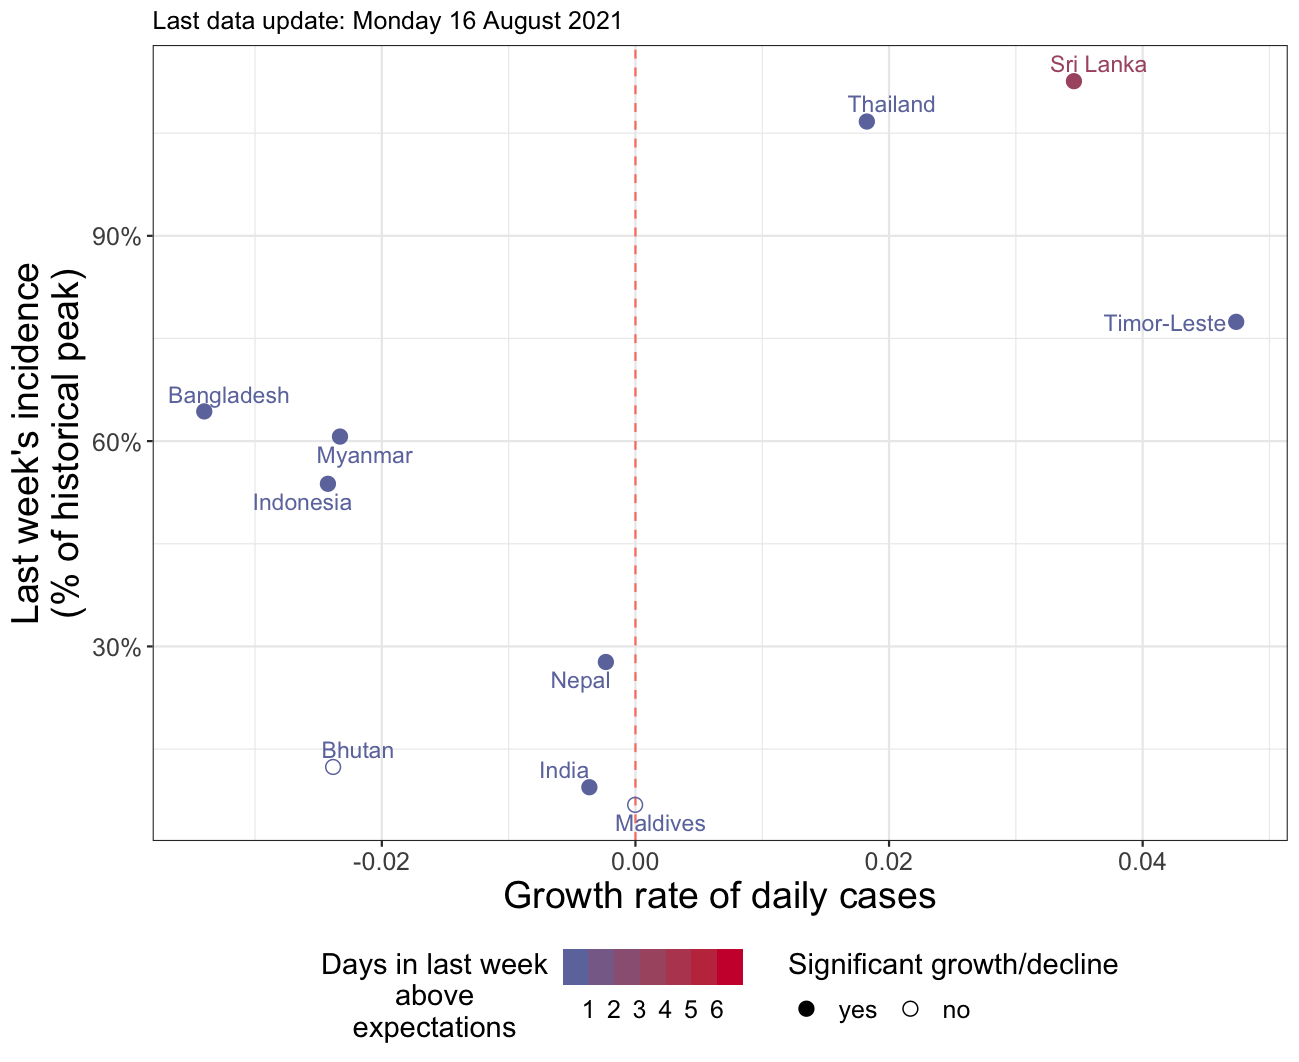 Last data update: Monday 16 August 2021
Sri Lanka
Thailand
90%
Timor-Leste
Bangladesh
60%
Myanmar
Indonesia
30%
Nepal
Bhutan
India
Maldives
Last week's incidence
(% of historical peak)
-0.02 0.00 0.02 0.04
Growth rate of daily cases
Days in last week
above
expectations
1 2 3 4 5 6
Significant growth/decline
yes no